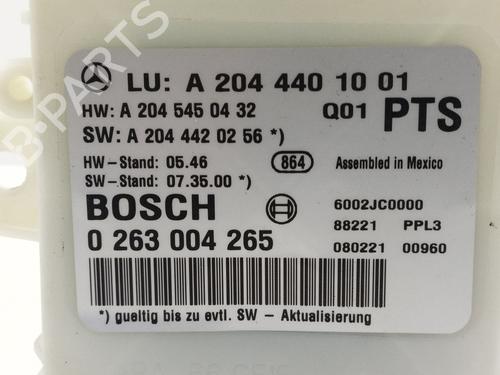 LU: A 204 440 10 01
HW: A 204 545 04 32 Q01 PTS
SW: A 204 442 02 56 *)
HW-Stand: 05.46 864 Assembled in Mexico
SW-Stand: 07.35.00 *)
BOSCH 6002JC0000
88221 PPL3
0 263 004 265 080221 00960
*) gueltig bis zu evtl. SW - Aktualisierung
B-PARTS